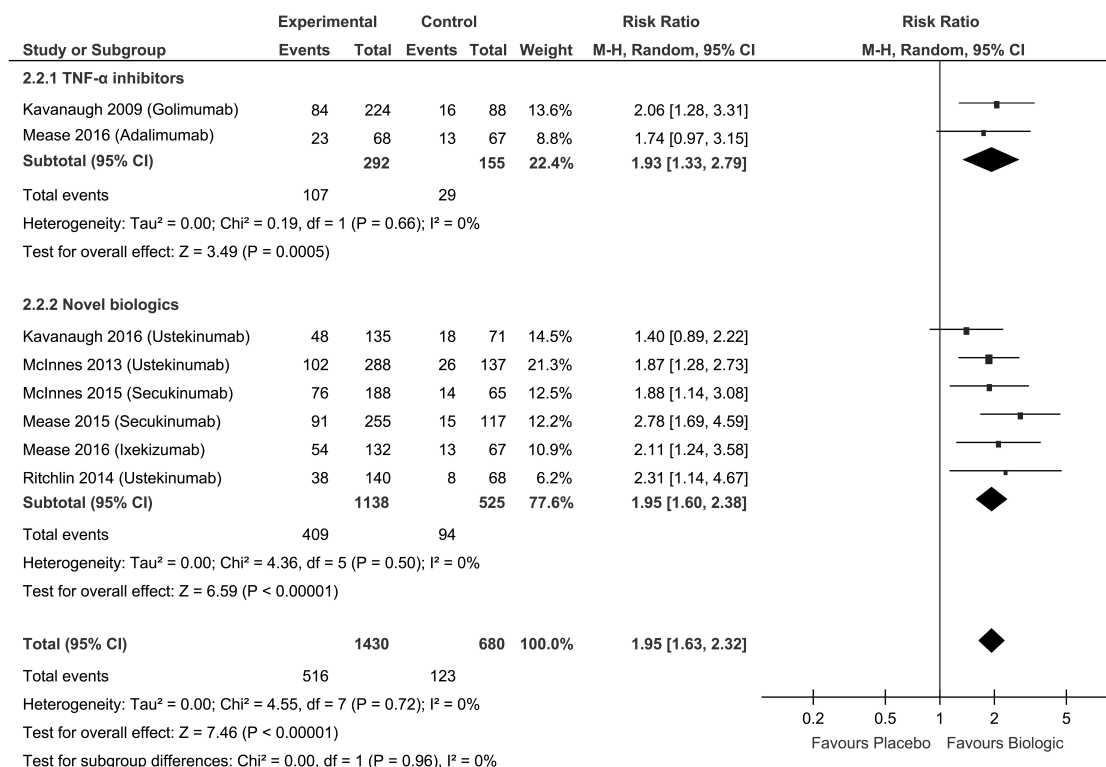 Experimental Control Risk Ratio Risk Ratio
Study or Subgroup Events Total Events Total Weight M-H, Random, 95% CI M-H, Random, 95% CI
2.2.1 TNF-α inhibitors
Kavanaugh 2009 (Golimumab) 84 224 16 88 13.6% 2.06 [1.28, 3.31]
Mease 2016 (Adalimumab) 23 68 13 67 8.8% 1.74 [0.97, 3.15]
Subtotal (95% CI) 292 155 22.4% 1.93 [1.33, 2.79]
Total events 107 29
Heterogeneity: Tau² = 0.00; Chi² = 0.19, df = 1 (P = 0.66); I² = 0%
Test for overall effect: Z = 3.49 (P = 0.0005)
2.2.2 Novel biologics
Kavanaugh 2016 (Ustekinumab) 48 135 18 71 14.5% 1.40 [0.89, 2.22]
McInnes 2013 (Ustekinumab) 102 288 26 137 21.3% 1.87 [1.28, 2.73]
McInnes 2015 (Secukinumab) 76 188 14 65 12.5% 1.88 [1.14, 3.08]
Mease 2015 (Secukinumab) 91 255 15 117 12.2% 2.78 [1.69, 4.59]
Mease 2016 (Ixekizumab) 54 132 13 67 10.9% 2.11 [1.24, 3.58]
Ritchlin 2014 (Ustekinumab) 38 140 8 68 6.2% 2.31 [1.14, 4.67]
Subtotal (95% CI) 1138 525 77.6% 1.95 [1.60, 2.38]
Total events 409 94
Heterogeneity: Tau² = 0.00; Chi² = 4.36, df = 5 (P = 0.50); I² = 0%
Test for overall effect: Z = 6.59 (P < 0.00001)
Total (95% CI) 1430 680 100.0% 1.95 [1.63, 2.32]
Total events 516 123
Heterogeneity: Tau² = 0.00; Chi² = 4.55, df = 7 (P = 0.72); I² = 0%
Test for overall effect: Z = 7.46 (P < 0.00001)
Test for subgroup differences: Chi² = 0.00, df = 1 (P = 0.96), I² = 0%
0.2 0.5 1 2 5
Favours Placebo Favours Biologic